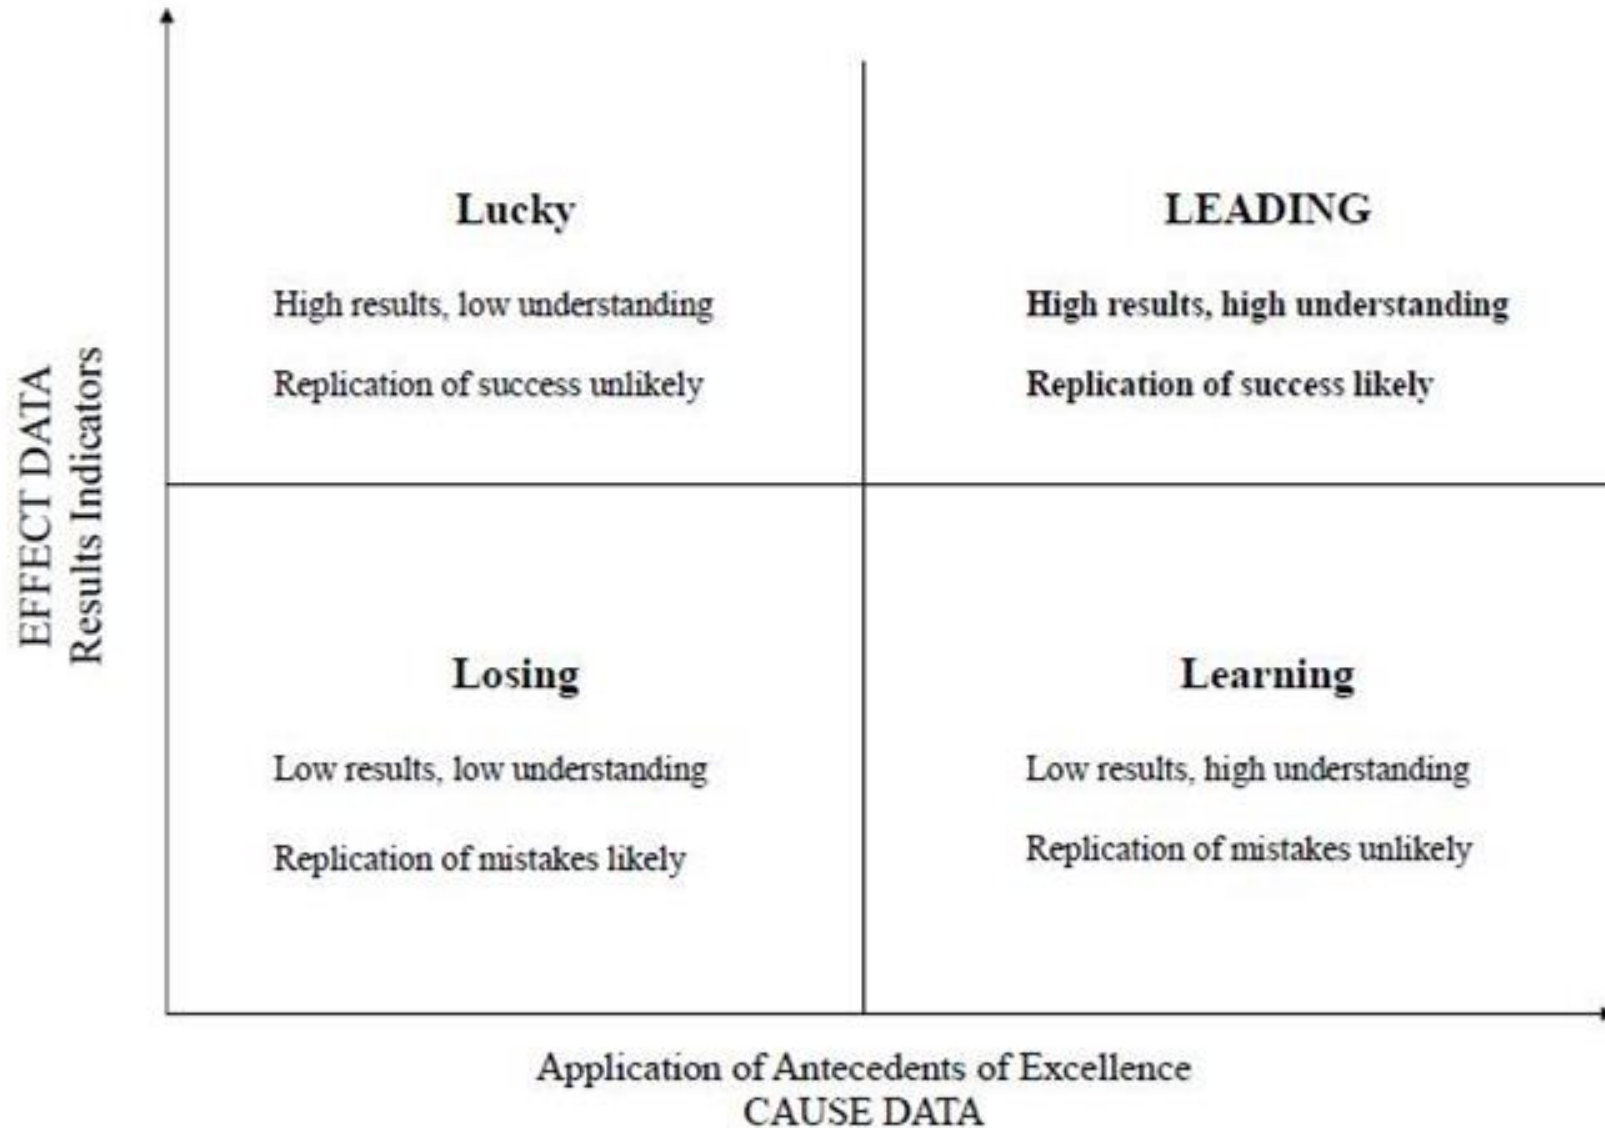 EFFECT DATA
Results Indicators
Lucky
High results, low understanding
Replication of success unlikely
LEADING
High results, high understanding
Replication of success likely
Losing
Low results, low understanding
Replication of mistakes likely
Learning
Low results, high understanding
Replication of mistakes unlikely
Application of Antecedents of Excellence
CAUSE DATA